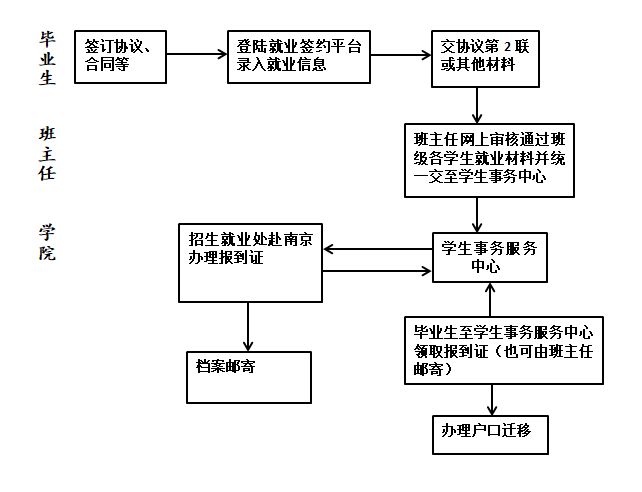 毕业生
签订协议、
合同等
登陆就业签约平台
录入就业信息
交协议第2联
或其他材料
班主任
班主任网上审核通过班
级各学生就业材料并统
一交至学生事务中心
学院
招生就业处赴南京
办理报到证
学生事务服务
中心
毕业生至学生事务服务中心
领取报到证（也可由班主任
邮寄）
档案邮寄
办理户口迁移